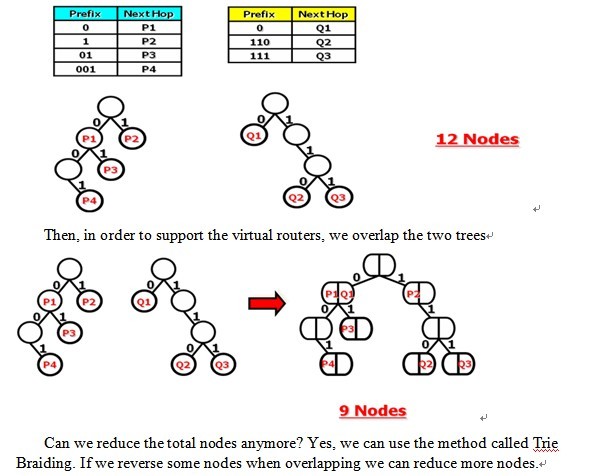 Prefix NextHop Prefix NextHop
0 P1 0 Q1
1 P2 110 Q2
01 P3 111 Q3
001 P4
0 1 0 1
P1 P2 Q1
0 1 1
P3
1 0 1
P4 Q2 Q3
12 Nodes
Then, in order to support the virtual routers, we overlap the two trees
0 1 0 1 0 1
P1 P2 Q1 P1 Q1 P2
0 1 1 0 1 1
P3 P3
1 0 1 1 0 1
P4 Q2 Q3 P4 Q2 Q3
9 Nodes
Can we reduce the total nodes anymore? Yes, we can use the method called Trie
Braiding. If we reverse some nodes when overlapping we can reduce more nodes.